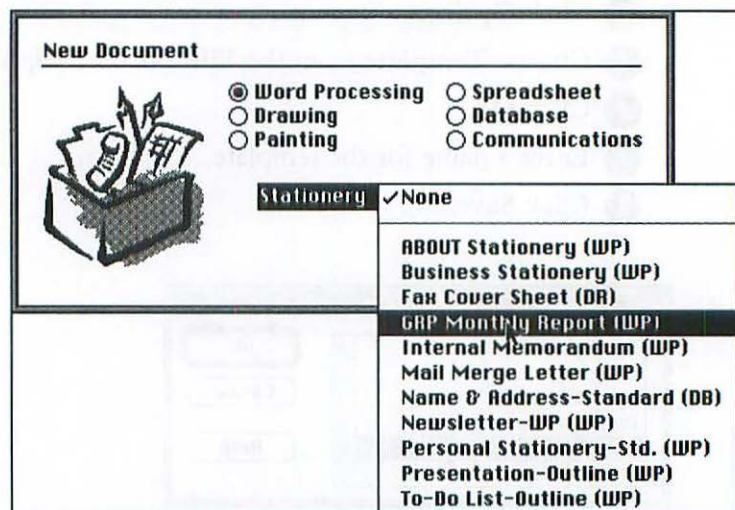 New Document
Word Processing
Drawing
Painting
Spreadsheet
Database
Communications
Stationery
✓None
ABOUT Stationery (WP)
Business Stationery (WP)
Fax Cover Sheet (DR)
GRP Monthly Report (WP)
Internal Memorandum (WP)
Mail Merge Letter (WP)
Name & Address-Standard (DB)
Newsletter-WP (WP)
Personal Stationery-Std. (WP)
Presentation-Outline (WP)
To-Do List-Outline (WP)